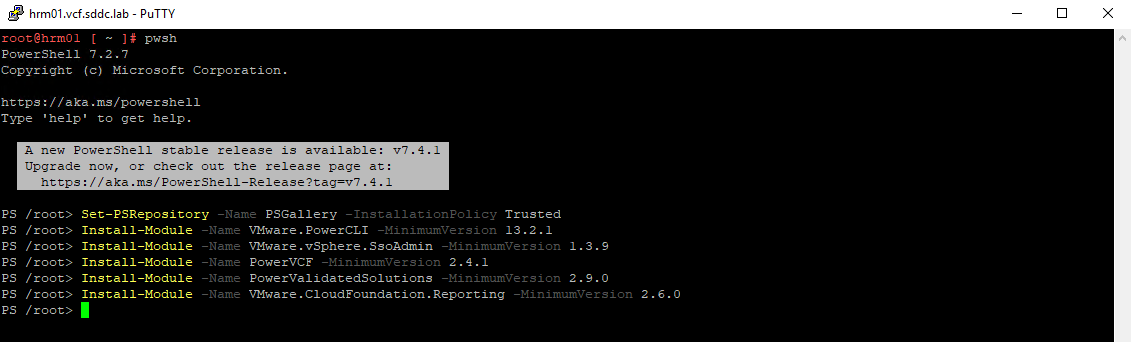 hrm01.vcf.sddc.lab - PuTTY
root@hrm01 [ ~ ]# pwsh
PowerShell 7.2.7
Copyright (c) Microsoft Corporation.
https://aka.ms/powershell
Type 'help' to get help.
A new PowerShell stable release is available: v7.4.1
Upgrade now, or check out the release page at:
https://aka.ms/PowerShell-Release?tag=v7.4.1
PS /root> Set-PSRepository -Name PSGallery -InstallationPolicy Trusted
PS /root> Install-Module -Name VMware.PowerCLI -MinimumVersion 13.2.1
PS /root> Install-Module -Name VMware.vSphere.SsoAdmin -MinimumVersion 1.3.9
PS /root> Install-Module -Name PowerVCF -MinimumVersion 2.4.1
PS /root> Install-Module -Name PowerValidatedSolutions -MinimumVersion 2.9.0
PS /root> Install-Module -Name VMware.CloudFoundation.Reporting -MinimumVersion 2.6.0
PS /root>